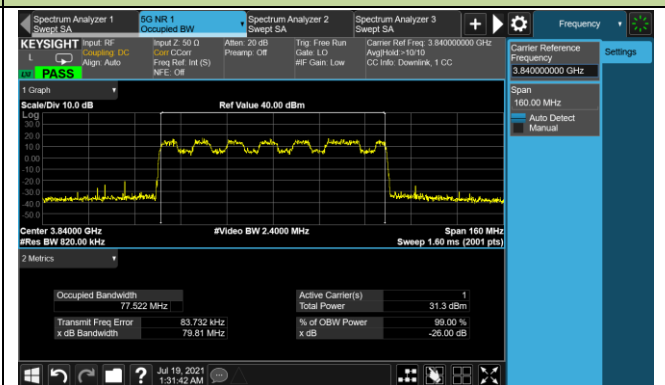 Spectrum Analyzer 1
Swept SA
5G NR 1
Occupied BW
Spectrum Analyzer 2
Swept SA
Spectrum Analyzer 3
Swept SA
Frequency
KEYSIGHT
L
PASS
Input: RF
Coupling: DC
Align: Auto
Input Z: 50 Ω
Corr CCorr
Freq Ref: Int (S)
NFE: Off
Atten: 20 dB
Preamp: Off
Trig: Free Run
Gate: LO
#IF Gain: Low
Carrier Ref Freq: 3.840000000 GHz
Avg|Hold:>10/10
CC Info: Downlink, 1 CC
Carrier Reference
Frequency
3.840000000 GHz
Settings
Span
160.00 MHz
Auto Detect
Manual
1 Graph
Scale/Div 10.0 dB
Ref Value 40.00 dBm
Log
30.0
20.0
10.0
0.00
-10.0
-20.0
-30.0
-40.0
-50.0
Center 3.84000 GHz
#Video BW 2.4000 MHz
Span 160 MHz
#Res BW 820.00 kHz
Sweep 1.60 ms (2001 pts)
2 Metrics
Occupied Bandwidth
77.522 MHz
Active Carrier(s)
1
Total Power
31.3 dBm
Transmit Freq Error
83.732 kHz
% of OBW Power
99.00 %
x dB Bandwidth
79.81 MHz
x dB
-26.00 dB
?
Jul 19, 2021
1:31:42 AM